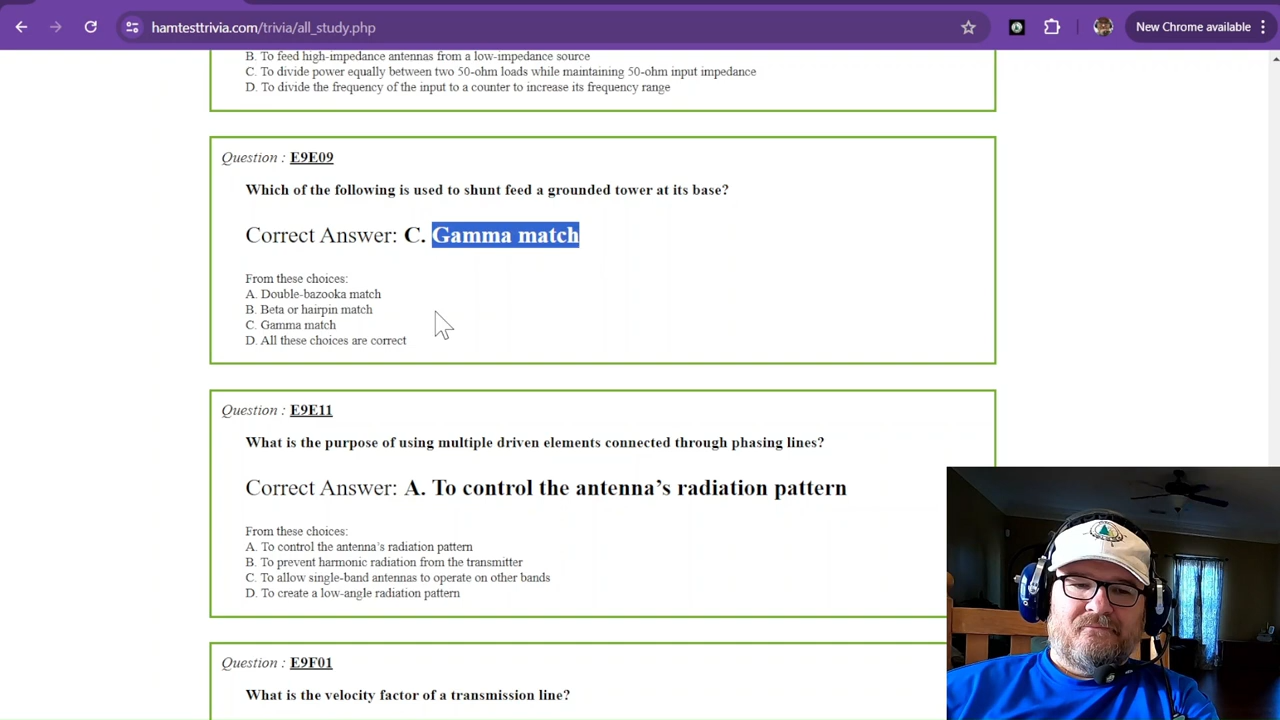 hamtesttrivia.com/trivia/all_study.php
New Chrome available
B. To feed high-impedance antennas from a low-impedance source
C. To divide power equally between two 50-ohm loads while maintaining 50-ohm input impedance
D. To divide the frequency of the input to a counter to increase its frequency range
Question : E9E09
Which of the following is used to shunt feed a grounded tower at its base?
Correct Answer: C. Gamma match
From these choices:
A. Double-bazooka match
B. Beta or hairpin match
C. Gamma match
D. All these choices are correct
Question : E9E11
What is the purpose of using multiple driven elements connected through phasing lines?
Correct Answer: A. To control the antenna’s radiation pattern
From these choices:
A. To control the antenna’s radiation pattern
B. To prevent harmonic radiation from the transmitter
C. To allow single-band antennas to operate on other bands
D. To create a low-angle radiation pattern
Question : E9F01
What is the velocity factor of a transmission line?